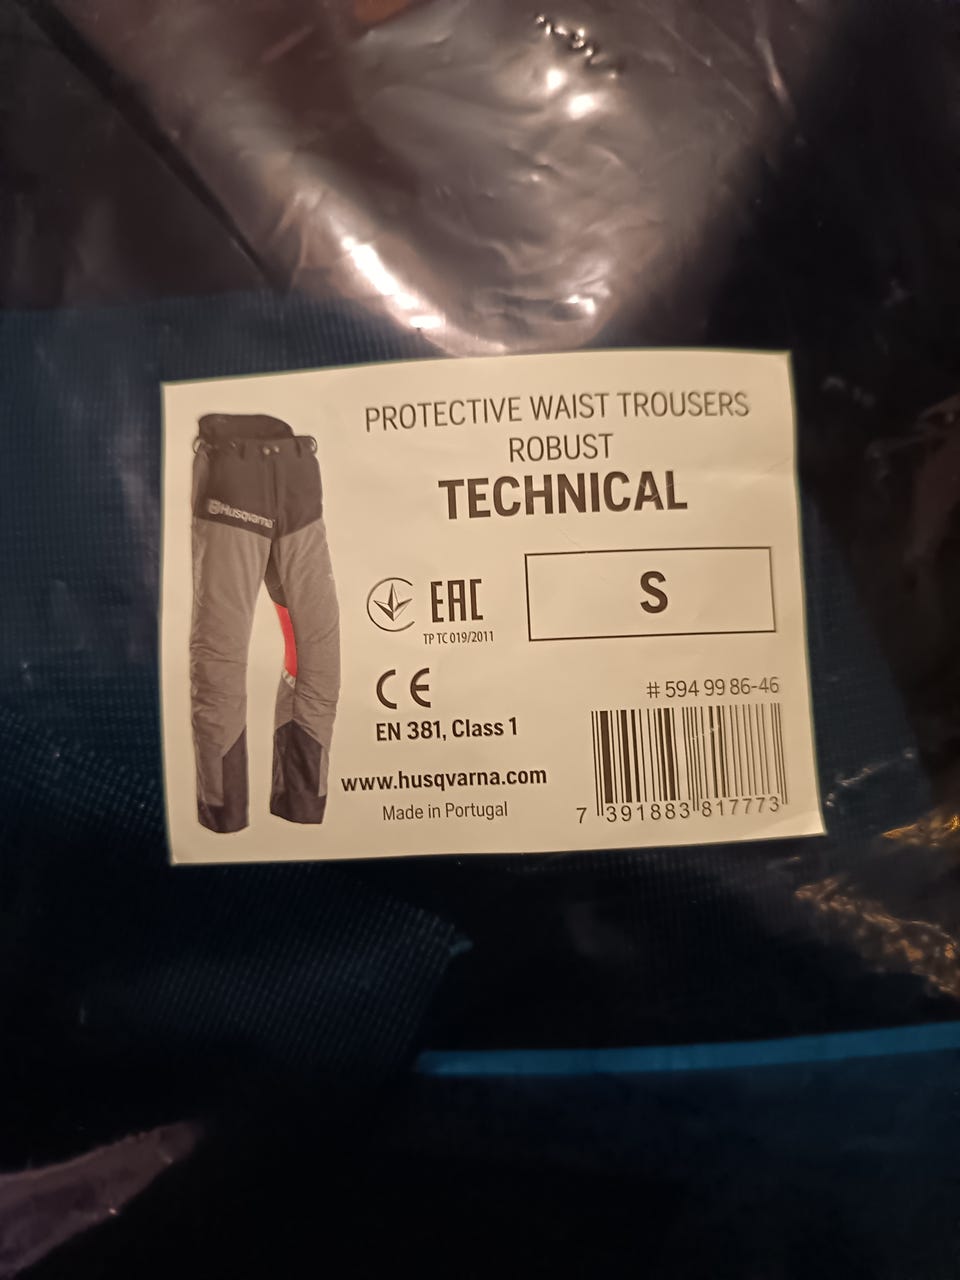 PROTECTIVE WAIST TROUSERS
ROBUST
TECHNICAL
Husqvarna
EAC
TP TC 019/2011
S
CE
EN 381, Class 1
# 594 99 86-46
www.husqvarna.com
Made in Portugal
7 391883 817773